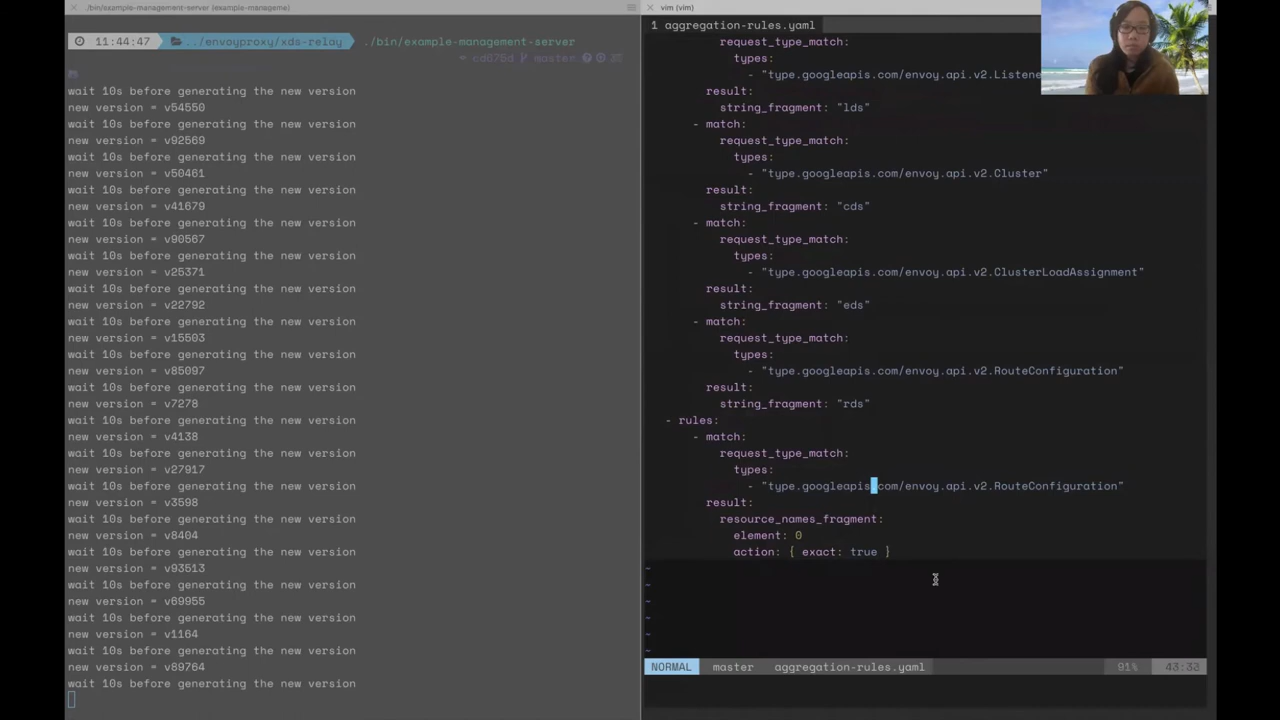 ./bin/example-management-server (example-manageme)
11:44:47 ../envoyproxy/xds-relay ./bin/example-management-server
cd675d master
wait 10s before generating the new version
new version = v54550
wait 10s before generating the new version
new version = v92569
wait 10s before generating the new version
new version = v50461
wait 10s before generating the new version
new version = v41679
wait 10s before generating the new version
new version = v90567
wait 10s before generating the new version
new version = v25371
wait 10s before generating the new version
new version = v22792
wait 10s before generating the new version
new version = v15503
wait 10s before generating the new version
new version = v85097
wait 10s before generating the new version
new version = v7278
wait 10s before generating the new version
new version = v4138
wait 10s before generating the new version
new version = v27917
wait 10s before generating the new version
new version = v3598
wait 10s before generating the new version
new version = v8404
wait 10s before generating the new version
new version = v93513
wait 10s before generating the new version
new version = v69955
wait 10s before generating the new version
new version = v1164
wait 10s before generating the new version
new version = v89764
wait 10s before generating the new version
vim (vim)
1 aggregation-rules.yaml
request_type_match:
types:
- "type.googleapis.com/envoy.api.v2.Listene
result:
string_fragment: "lds"
- match:
request_type_match:
types:
- "type.googleapis.com/envoy.api.v2.Cluster"
result:
string_fragment: "cds"
- match:
request_type_match:
types:
- "type.googleapis.com/envoy.api.v2.ClusterLoadAssignment"
result:
string_fragment: "eds"
- match:
request_type_match:
types:
- "type.googleapis.com/envoy.api.v2.RouteConfiguration"
result:
string_fragment: "rds"
- rules:
- match:
request_type_match:
types:
- "type.googleapis.com/envoy.api.v2.RouteConfiguration"
result:
resource_names_fragment:
element: 0
action: { exact: true }
~
~
~
~
~
~
NORMAL master aggregation-rules.yaml 91% 43:33